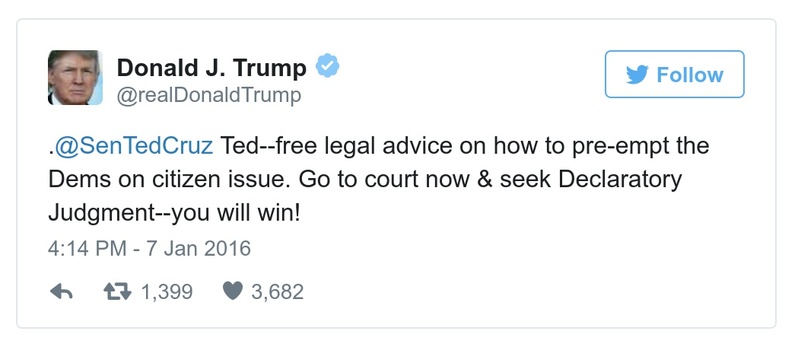 Donald J. Trump
@realDonaldTrump
Follow
.@SenTedCruz Ted--free legal advice on how to pre-empt the
Dems on citizen issue. Go to court now & seek Declaratory
Judgment--you will win!
4:14 PM - 7 Jan 2016
1,399 3,682